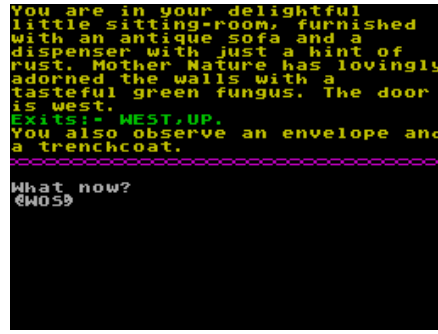 You are in your delightful
little sitting-room, furnished
with an antique sofa and a
dispenser with just a hint of
rust. Mother Nature has lovingly
adorned the walls with a
tasteful green fungus. The door
is west.
Exits:- WEST,UP.
You also observe an envelope and
a trenchcoat.
What now?
WOS